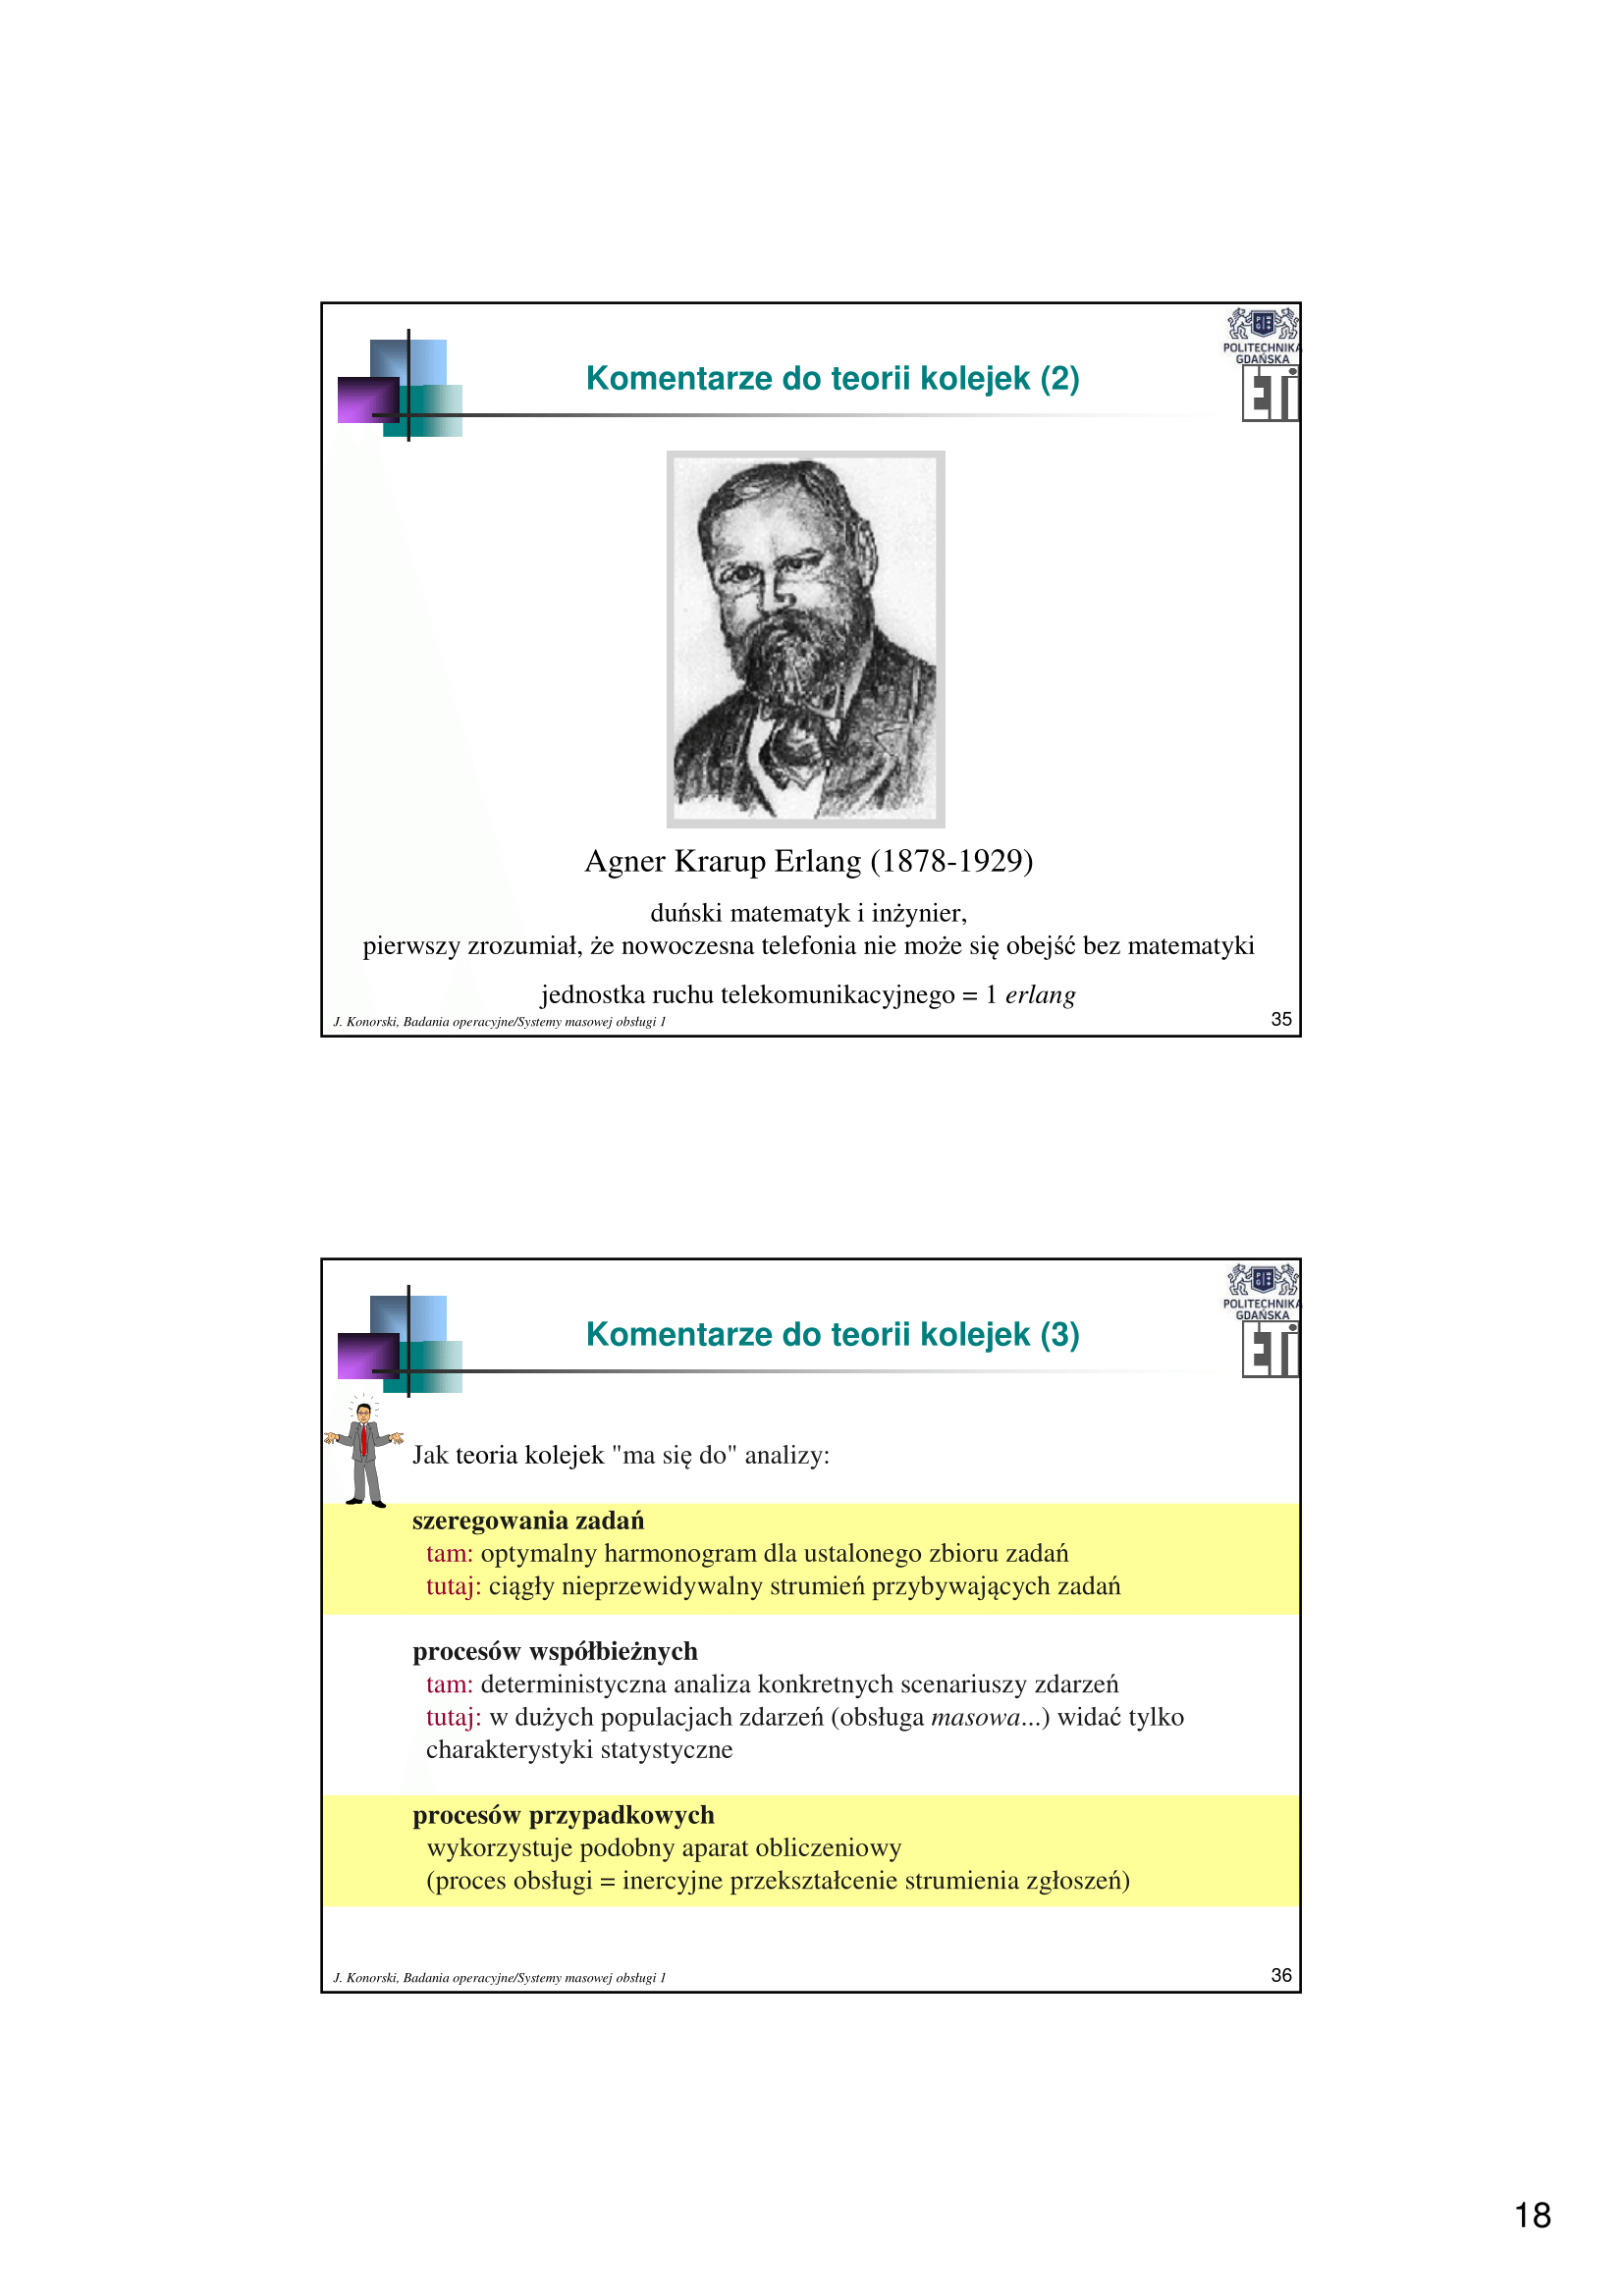 POLITECHNIKA
GDAŃSKA
ETI
Komentarze do teorii kolejek (2)
Agner Krarup Erlang (1878-1929)
duński matematyk i inżynier,
pierwszy zrozumiał, że nowoczesna telefonia nie może się obejść bez matematyki
jednostka ruchu telekomunikacyjnego = 1 erlang
J. Konorski, Badania operacyjne/Systemy masowej obsługi 1
35
POLITECHNIKA
GDAŃSKA
ETI
Komentarze do teorii kolejek (3)
Jak teoria kolejek "ma się do" analizy:
szeregowania zadań
tam: optymalny harmonogram dla ustalonego zbioru zadań
tutaj: ciągły nieprzewidywalny strumień przybywających zadań
procesów współbieżnych
tam: deterministyczna analiza konkretnych scenariuszy zdarzeń
tutaj: w dużych populacjach zdarzeń (obsługa masowa...) widać tylko
charakterystyki statystyczne
procesów przypadkowych
wykorzystuje podobny aparat obliczeniowy
(proces obsługi = inercyjne przekształcenie strumienia zgłoszeń)
J. Konorski, Badania operacyjne/Systemy masowej obsługi 1
36
18